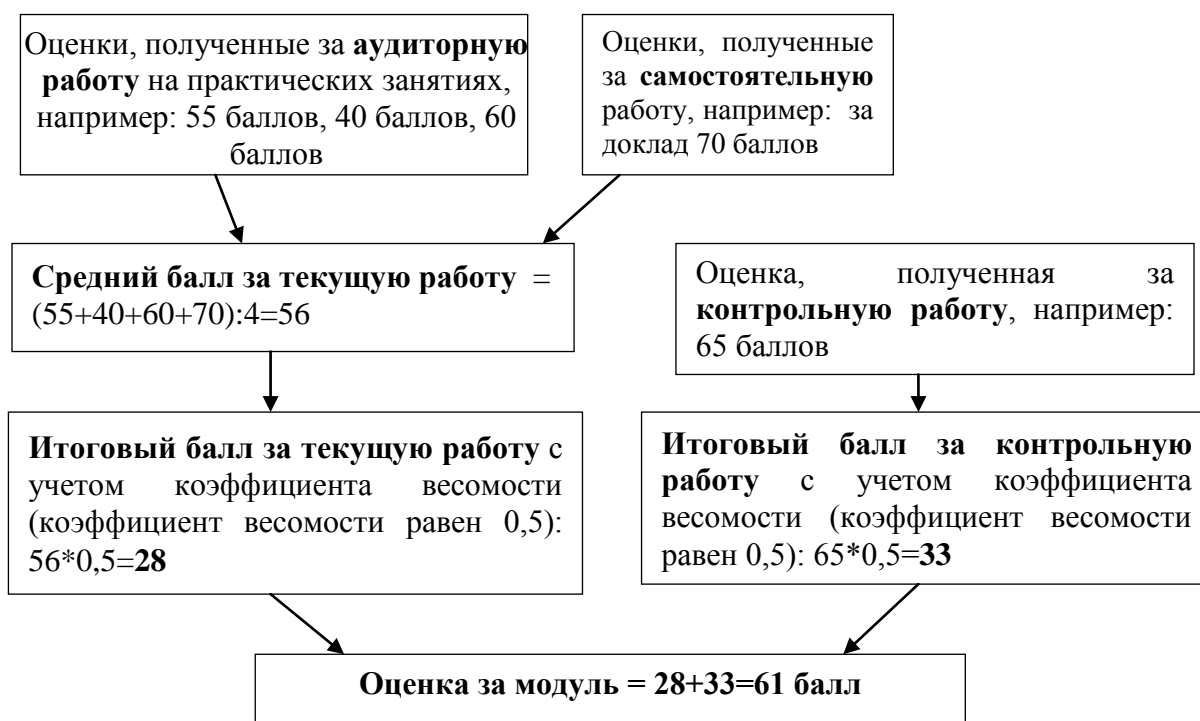 Оценки, полученные за аудиторную
работу на практических занятиях,
например: 55 баллов, 40 баллов, 60
баллов
Оценки, полученные
за самостоятельную
работу, например: за
доклад 70 баллов
Средний балл за текущую работу =
(55+40+60+70):4=56
Оценка, полученная за
контрольную работу, например:
65 баллов
Итоговый балл за текущую работу с
учетом коэффициента весомости
(коэффициент весомости равен 0,5):
56*0,5=28
Итоговый балл за контрольную
работу с учетом коэффициента
весомости (коэффициент весомости
равен 0,5): 65*0,5=33
Оценка за модуль = 28+33=61 балл